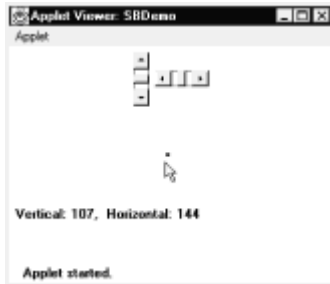 Applet Viewer: SBDemo
Applet
Vertical: 107, Horizontal: 144
Applet started.